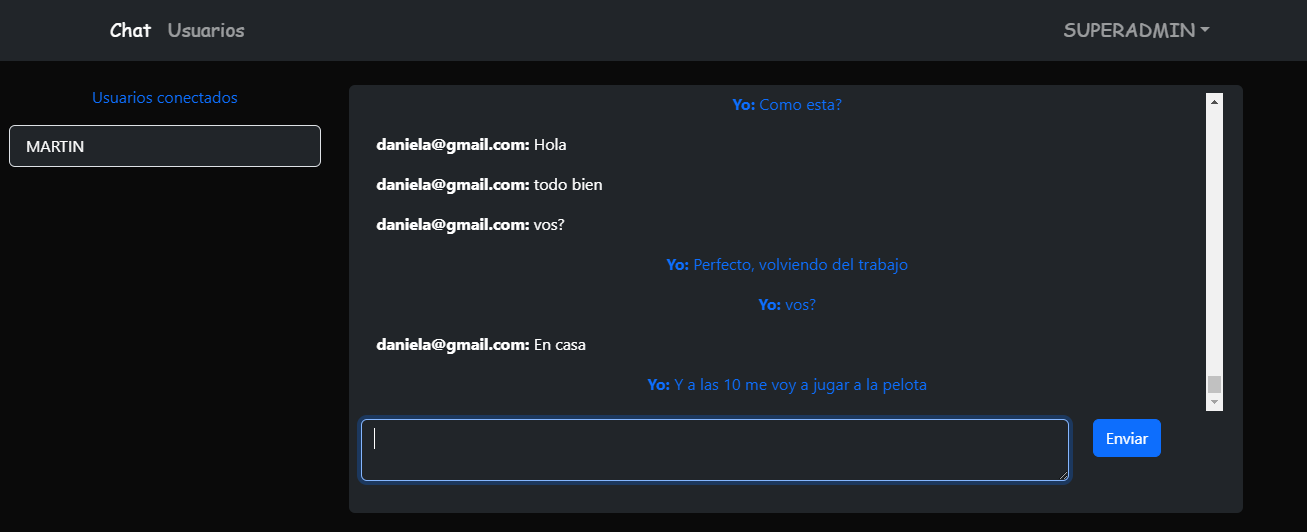 Chat Usuarios SUPERADMIN
Usuarios conectados
MARTIN
Yo: Como esta?
daniela@gmail.com: Hola
daniela@gmail.com: todo bien
daniela@gmail.com: vos?
Yo: Perfecto, volviendo del trabajo
Yo: vos?
daniela@gmail.com: En casa
Yo: Y a las 10 me voy a jugar a la pelota
Enviar